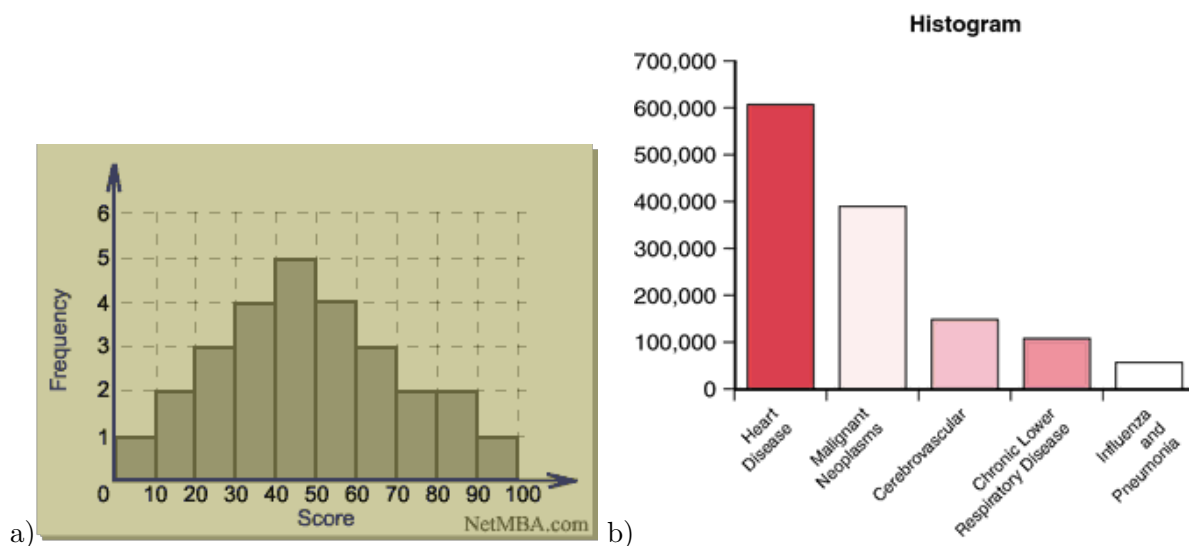 Histogram
700,000
600,000
500,000
400,000
300,000
200,000
100,000
0
Heart
Disease
Malignant
Neoplasms
Cerebrovascular
Chronic Lower
Respiratory Disease
Influenza
and
Pneumonia
6
5
4
3
2
1
Frequency
0 10 20 30 40 50 60 70 80 90 100
Score
NetMBA.com
a)
b)